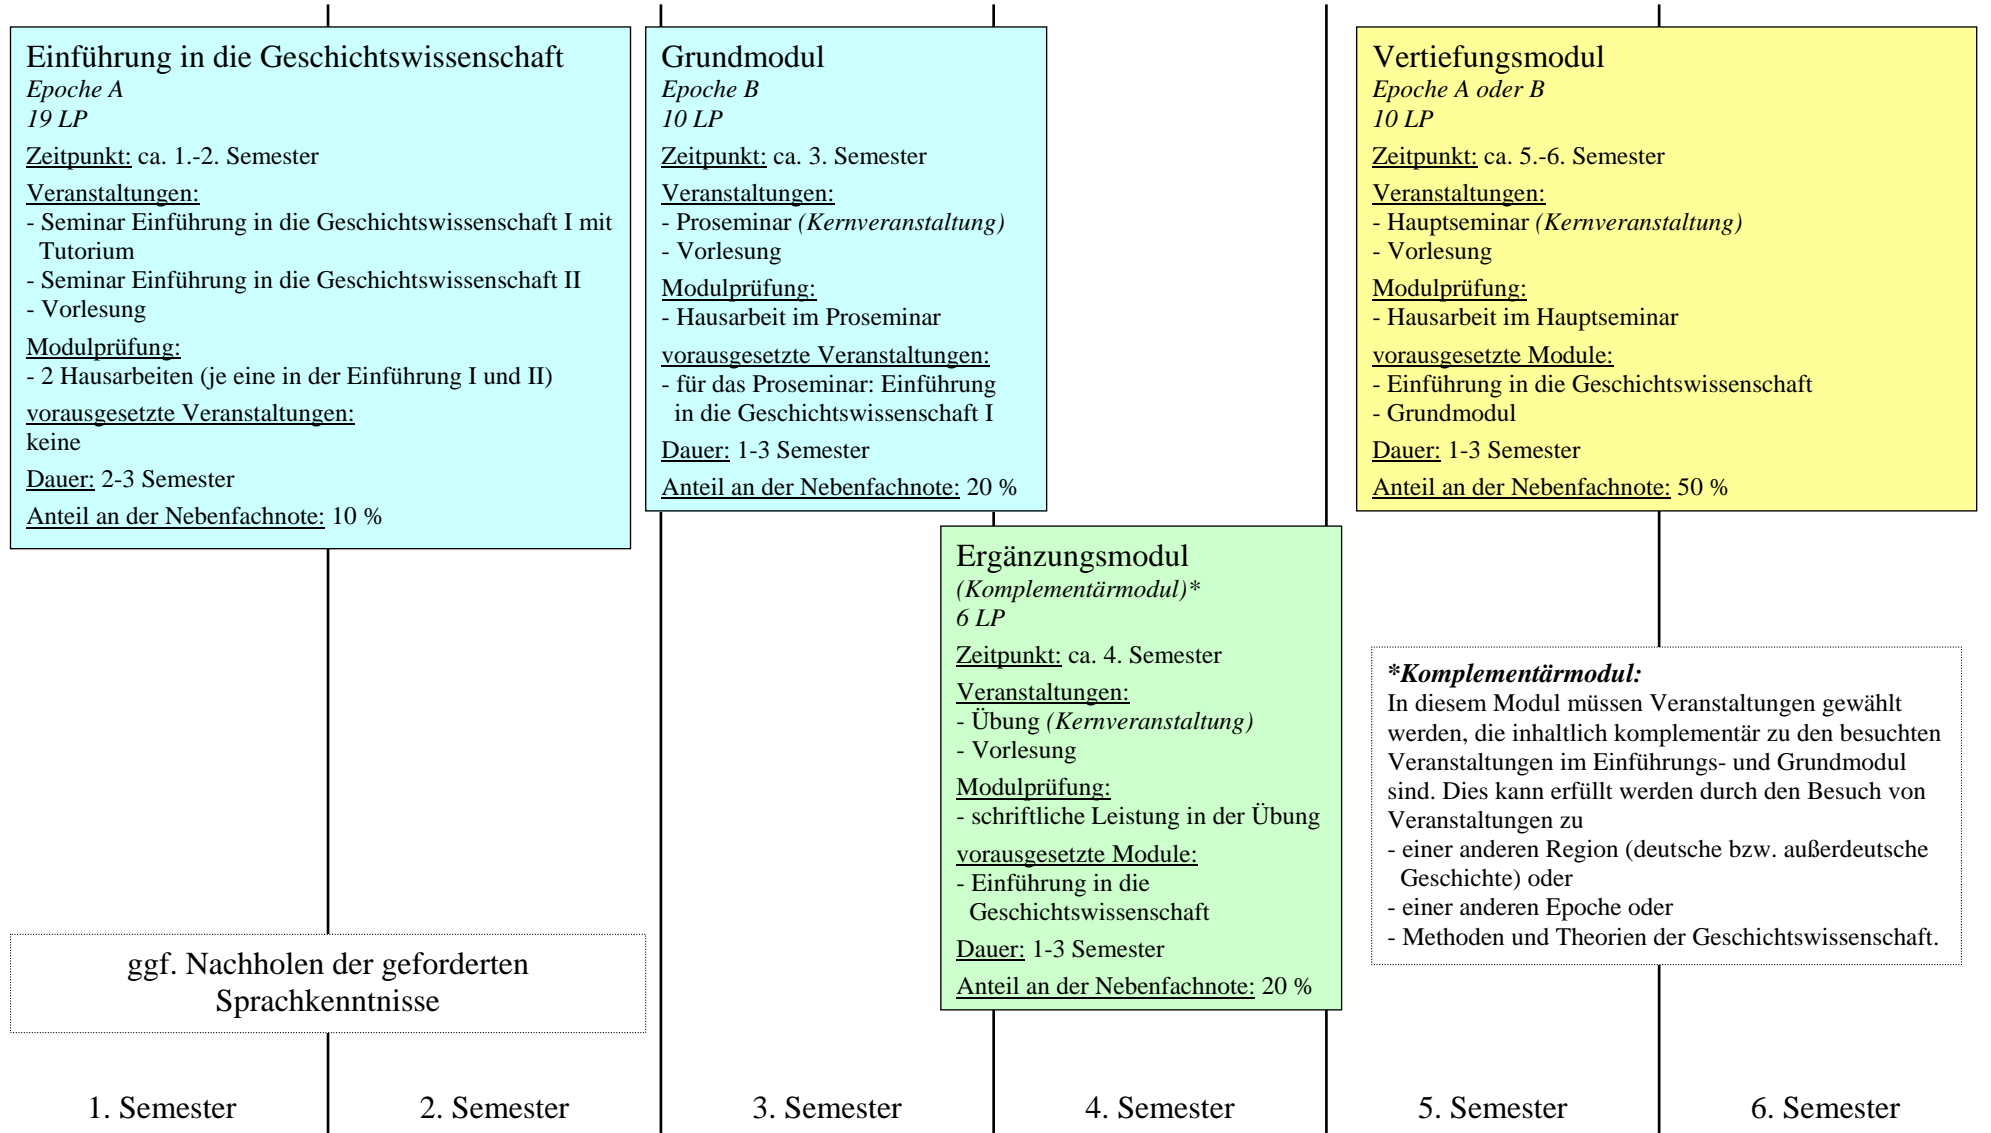 Einführung in die Geschichtswissenschaft
Epoche A
19 LP
Zeitpunkt: ca. 1.-2. Semester
Veranstaltungen:
- Seminar Einführung in die Geschichtswissenschaft I mit
Tutorium
- Seminar Einführung in die Geschichtswissenschaft II
- Vorlesung
Modulprüfung:
- 2 Hausarbeiten (je eine in der Einführung I und II)
vorausgesetzte Veranstaltungen:
keine
Dauer: 2-3 Semester
Anteil an der Nebenfachnote: 10 %
Grundmodul
Epoche B
10 LP
Zeitpunkt: ca. 3. Semester
Veranstaltungen:
- Proseminar (Kernveranstaltung)
- Vorlesung
Modulprüfung:
- Hausarbeit im Proseminar
vorausgesetzte Veranstaltungen:
- für das Proseminar: Einführung
in die Geschichtswissenschaft I
Dauer: 1-3 Semester
Anteil an der Nebenfachnote: 20 %
Vertiefungsmodul
Epoche A oder B
10 LP
Zeitpunkt: ca. 5.-6. Semester
Veranstaltungen:
- Hauptseminar (Kernveranstaltung)
- Vorlesung
Modulprüfung:
- Hausarbeit im Hauptseminar
vorausgesetzte Module:
- Einführung in die Geschichtswissenschaft
- Grundmodul
Dauer: 1-3 Semester
Anteil an der Nebenfachnote: 50 %
Ergänzungsmodul
(Komplementärmodul)*
6 LP
Zeitpunkt: ca. 4. Semester
Veranstaltungen:
- Übung (Kernveranstaltung)
- Vorlesung
Modulprüfung:
- schriftliche Leistung in der Übung
vorausgesetzte Module:
- Einführung in die
Geschichtswissenschaft
Dauer: 1-3 Semester
Anteil an der Nebenfachnote: 20 %
*Komplementärmodul:
In diesem Modul müssen Veranstaltungen gewählt
werden, die inhaltlich komplementär zu den besuchten
Veranstaltungen im Einführungs- und Grundmodul
sind. Dies kann erfüllt werden durch den Besuch von
Veranstaltungen zu
- einer anderen Region (deutsche bzw. außerdeutsche
Geschichte) oder
- einer anderen Epoche oder
- Methoden und Theorien der Geschichtswissenschaft.
ggf. Nachholen der geforderten
Sprachkenntnisse
1. Semester
2. Semester
3. Semester
4. Semester
5. Semester
6. Semester